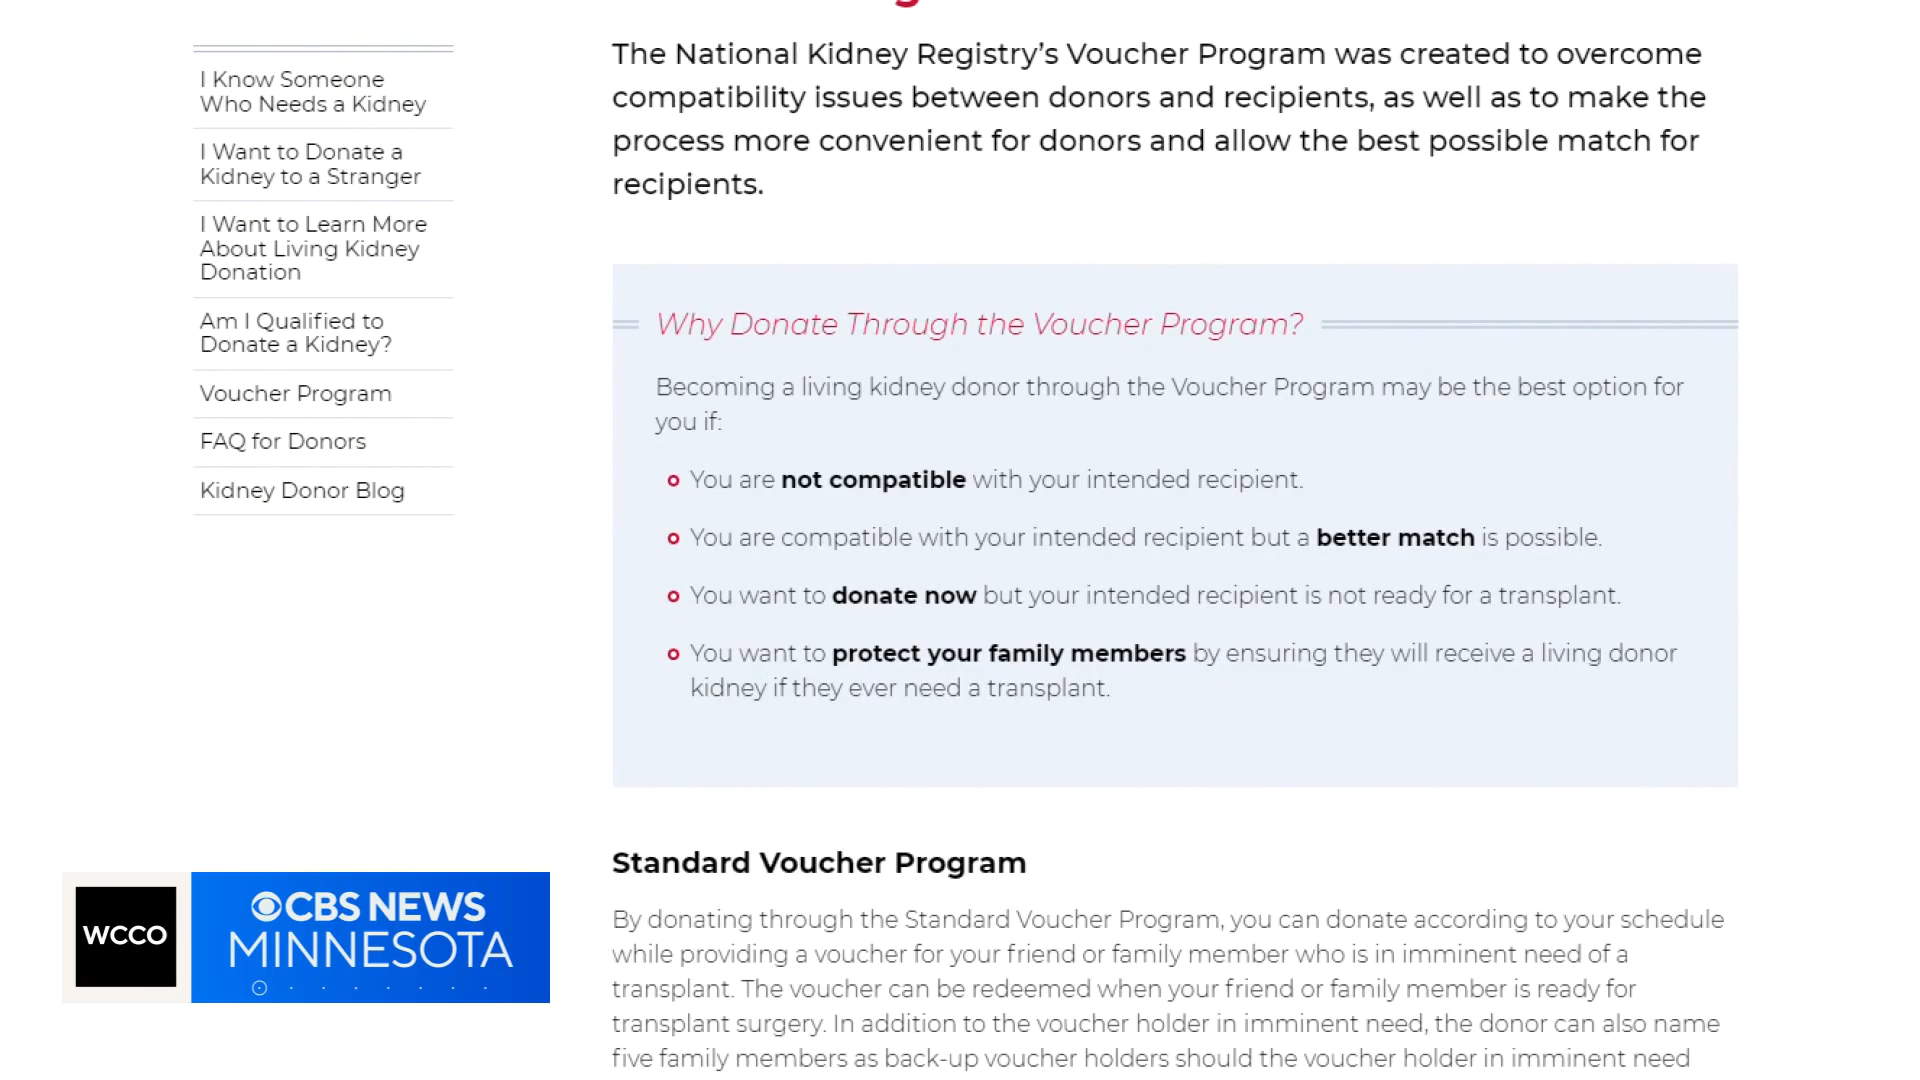 I Know Someone
Who Needs a Kidney
I Want to Donate a
Kidney to a Stranger
I Want to Learn More
About Living Kidney
Donation
Am I Qualified to
Donate a Kidney?
Voucher Program
FAQ for Donors
Kidney Donor Blog
The National Kidney Registry’s Voucher Program was created to overcome
compatibility issues between donors and recipients, as well as to make the
process more convenient for donors and allow the best possible match for
recipients.
Why Donate Through the Voucher Program?
Becoming a living kidney donor through the Voucher Program may be the best option for
you if:
You are not compatible with your intended recipient.
You are compatible with your intended recipient but a better match is possible.
You want to donate now but your intended recipient is not ready for a transplant.
You want to protect your family members by ensuring they will receive a living donor
kidney if they ever need a transplant.
Standard Voucher Program
By donating through the Standard Voucher Program, you can donate according to your schedule
while providing a voucher for your friend or family member who is in imminent need of a
transplant. The voucher can be redeemed when your friend or family member is ready for
transplant surgery. In addition to the voucher holder in imminent need, the donor can also name
five family members as back-up voucher holders should the voucher holder in imminent need
WCCO
CBS NEWS
MINNESOTA